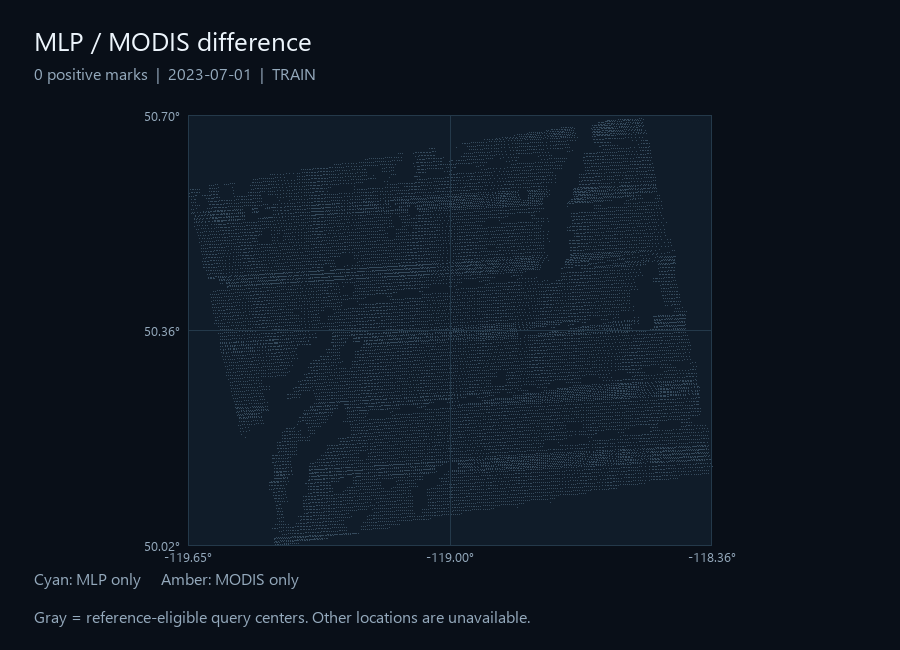 MLP / MODIS difference
0 positive marks | 2023-07-01 | TRAIN
50.70°
50.36°
50.02°
-119.65° -119.00° -118.36°
Cyan: MLP only Amber: MODIS only
Gray = reference-eligible query centers. Other locations are unavailable.